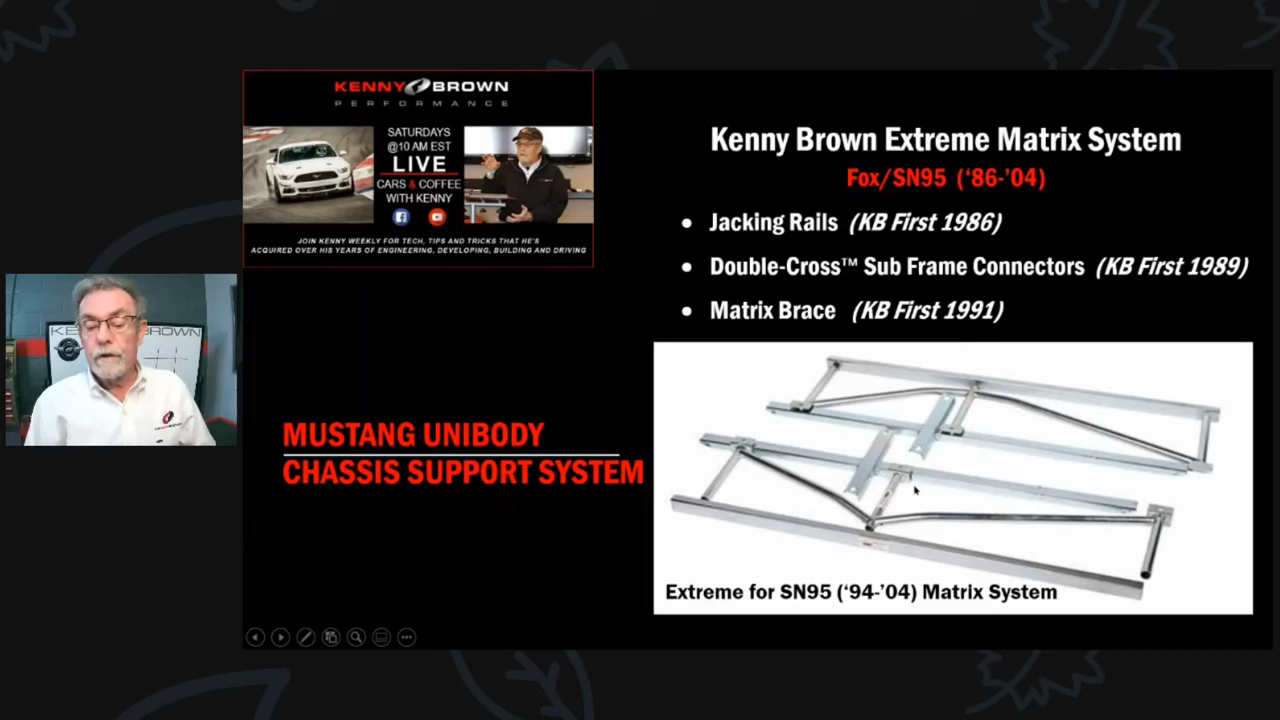 KENNY BROWN
PERFORMANCE
SATURDAYS
@10 AM EST
LIVE
CARS & COFFEE
WITH KENNY
JOIN KENNY WEEKLY FOR TECH, TIPS AND TRICKS THAT HE'S
ACQUIRED OVER HIS YEARS OF ENGINEERING, DEVELOPING, BUILDING AND DRIVING
Kenny Brown Extreme Matrix System
Fox/SN95 (‘86-’04)
• Jacking Rails (KB First 1986)
• Double-Cross™ Sub Frame Connectors (KB First 1989)
• Matrix Brace (KB First 1991)
MUSTANG UNIBODY
CHASSIS SUPPORT SYSTEM
Extreme for SN95 (‘94-’04) Matrix System